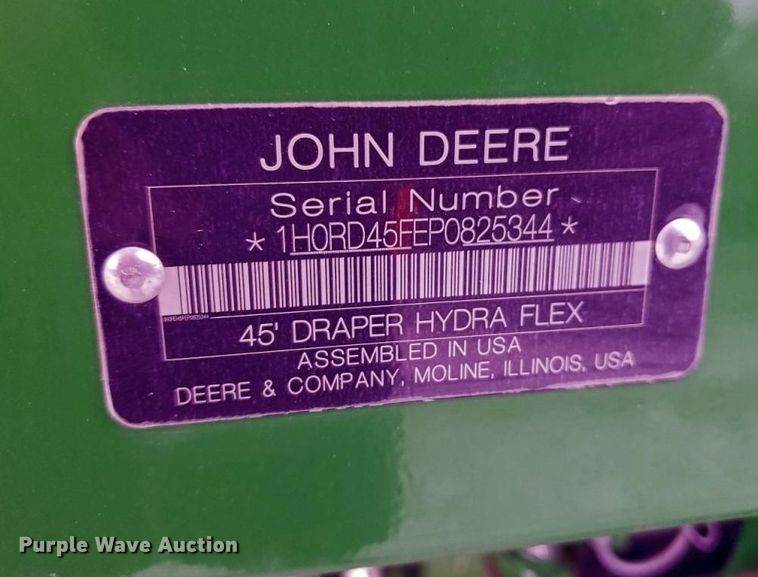 JOHN DEERE
Serial Number
* 1H0RD45FEP0825344 *
45' DRAPER HYDRA FLEX
ASSEMBLED IN USA
DEERE & COMPANY, MOLINE, ILLINOIS, USA
Purple Wave Auction